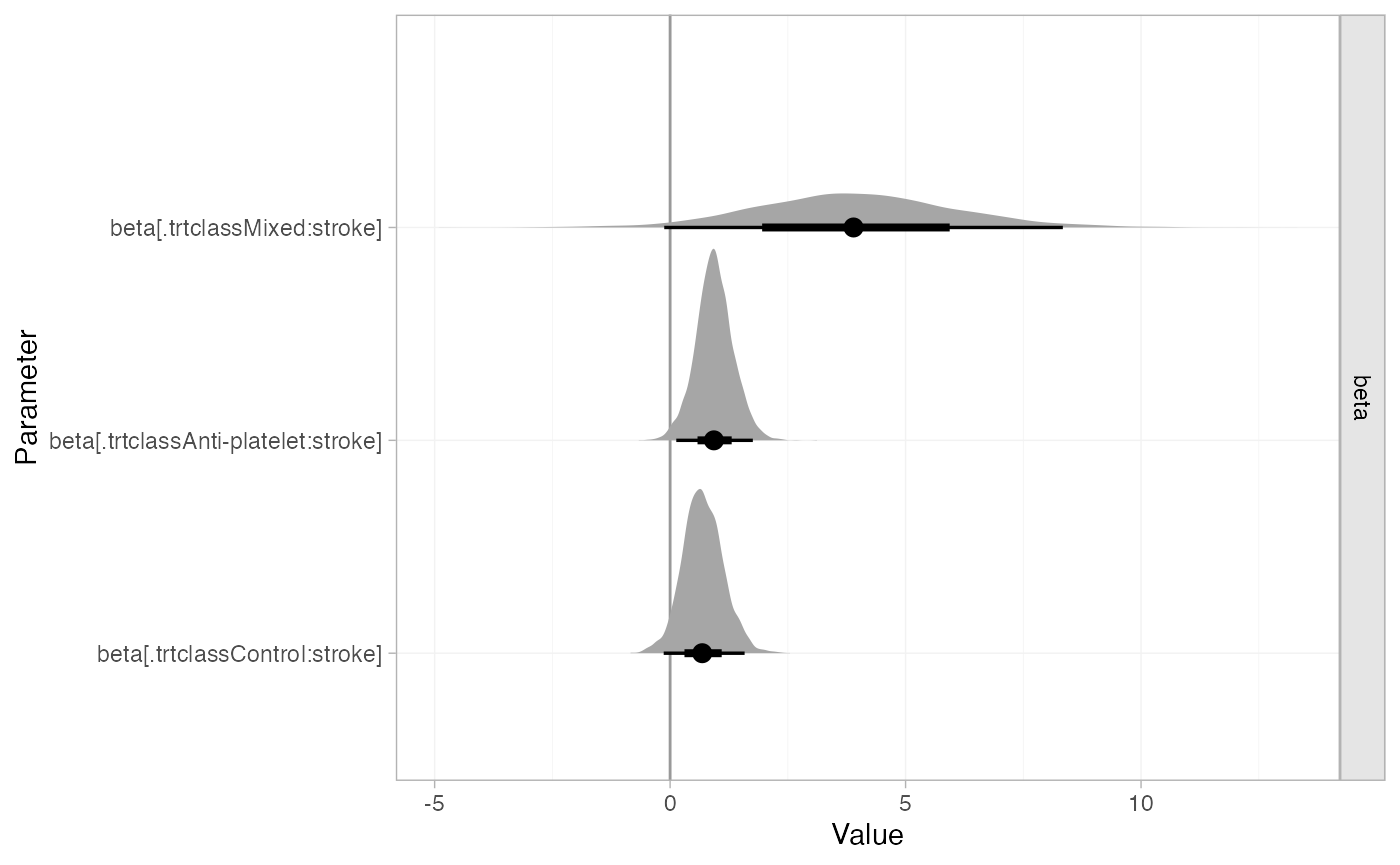 beta[.trtclassMixed:stroke]
beta[.trtclassAnti-platelet:stroke]
beta[.trtclassControl:stroke]
Parameter
-5
0
5
10
Value
beta